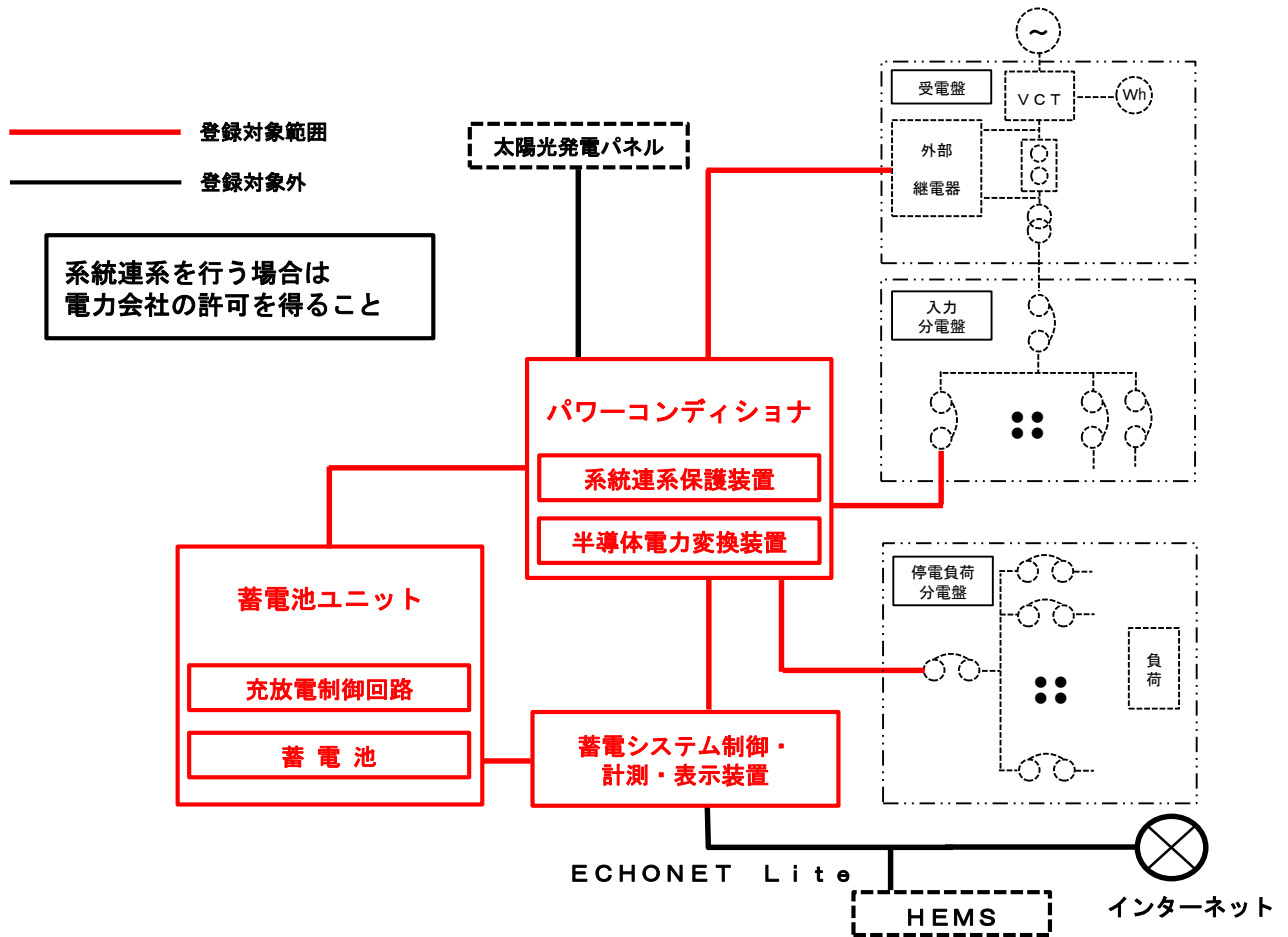 ～
受電盤
ＶＣＴ
Wh
登録対象範囲
太陽光発電パネル
外部
継電器
登録対象外
系統連系を行う場合は
電力会社の許可を得ること
入力
分電盤
パワーコンディショナ
系統連系保護装置
半導体電力変換装置
停電負荷
分電盤
蓄電池ユニット
負
荷
充放電制御回路
蓄電システム制御・
計測・表示装置
蓄 電 池
ＥＣＨＯＮＥＴ　Ｌｉｔｅ
ＨＥＭＳ
インターネット